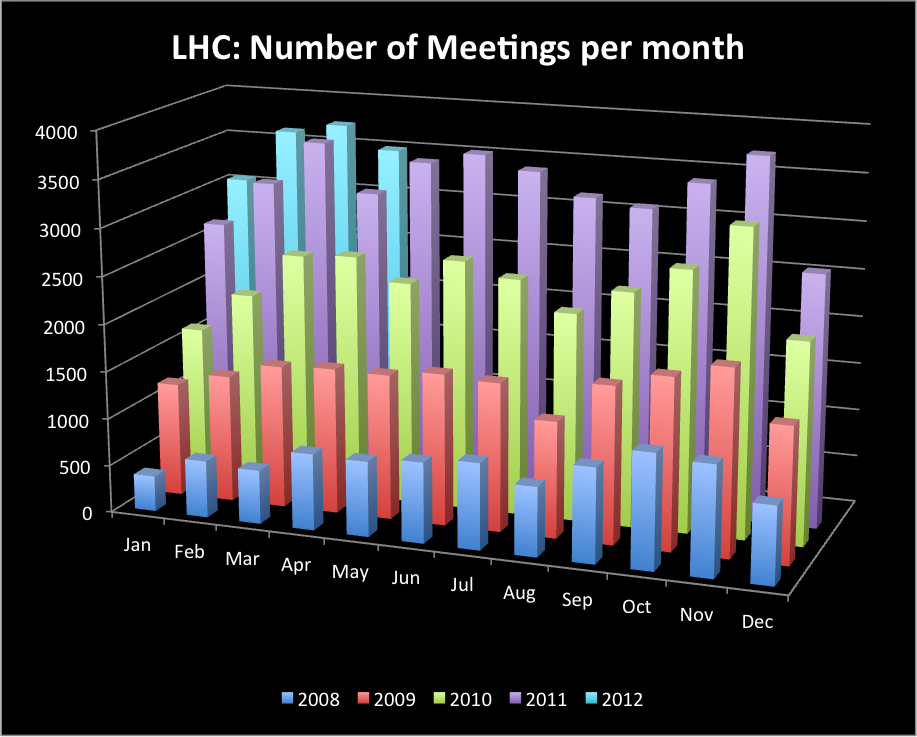 LHC: Number of Meetings per month
4000
3500
3000
2500
2000
1500
1000
500
0
Jan
Feb
Mar
Apr
May
Jun
Jul
Aug
Sep
Oct
Nov
Dec
2008 2009 2010 2011 2012